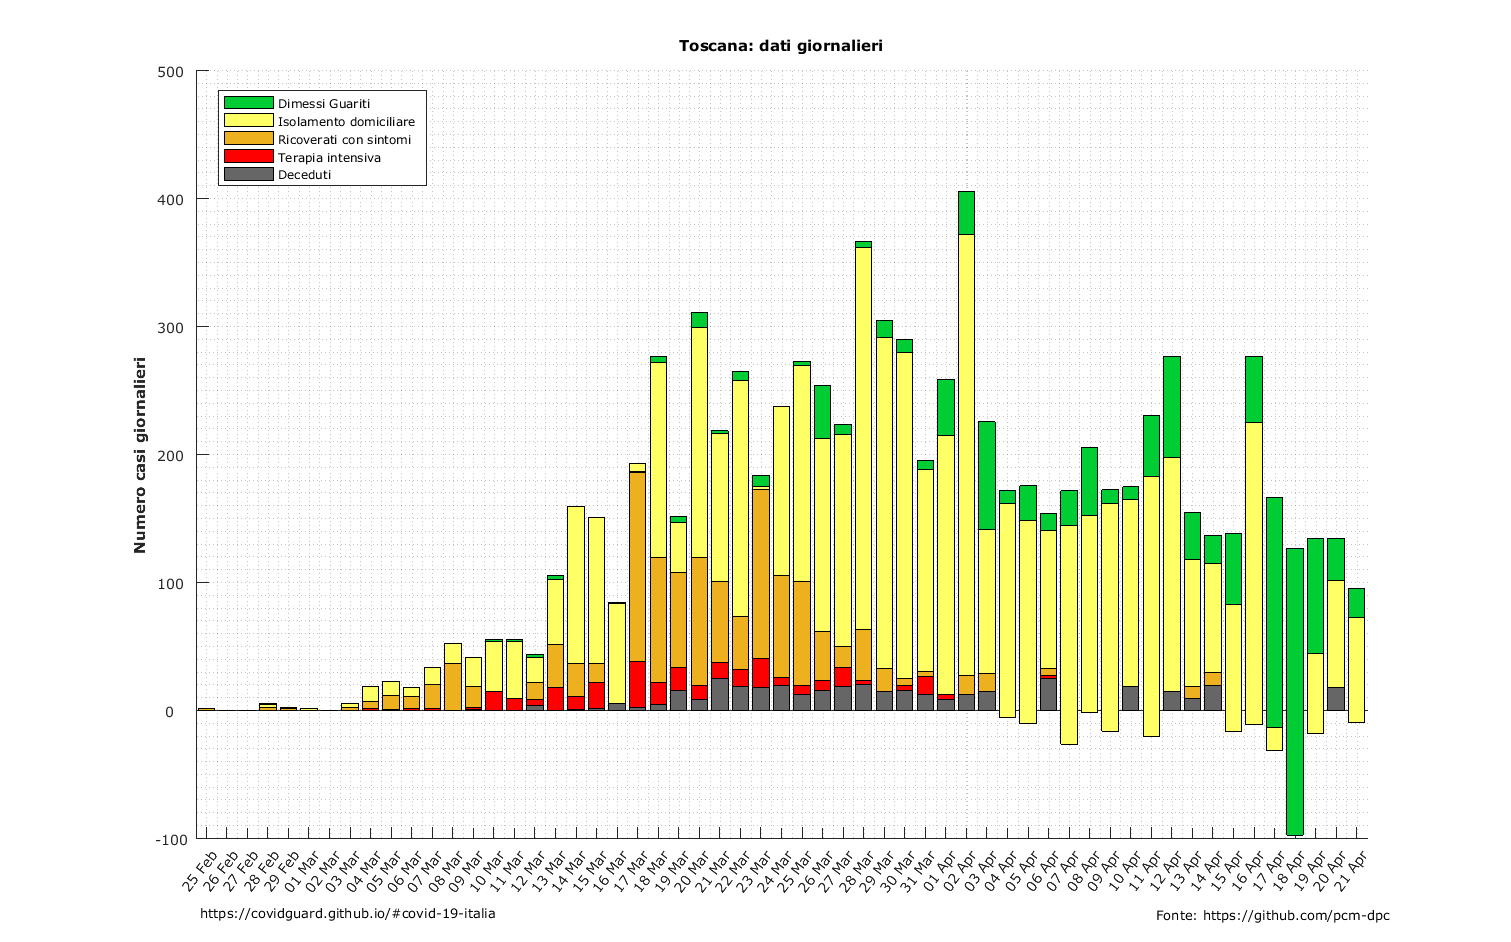 Toscana: dati giornalieri
500
400
300
200
100
0
-100
Numero casi giornalieri
Dimessi Guariti
Isolamento domiciliare
Ricoverati con sintomi
Terapia intensiva
Deceduti
25 Feb
26 Feb
27 Feb
28 Feb
29 Feb
01 Mar
02 Mar
03 Mar
04 Mar
05 Mar
06 Mar
07 Mar
08 Mar
09 Mar
10 Mar
11 Mar
12 Mar
13 Mar
14 Mar
15 Mar
16 Mar
17 Mar
18 Mar
19 Mar
20 Mar
21 Mar
22 Mar
23 Mar
24 Mar
25 Mar
26 Mar
27 Mar
28 Mar
29 Mar
30 Mar
31 Mar
01 Apr
02 Apr
03 Apr
04 Apr
05 Apr
06 Apr
07 Apr
08 Apr
09 Apr
10 Apr
11 Apr
12 Apr
13 Apr
14 Apr
15 Apr
16 Apr
17 Apr
18 Apr
19 Apr
20 Apr
21 Apr
https://covidguard.github.io/#covid-19-italia
Fonte: https://github.com/pcm-dpc